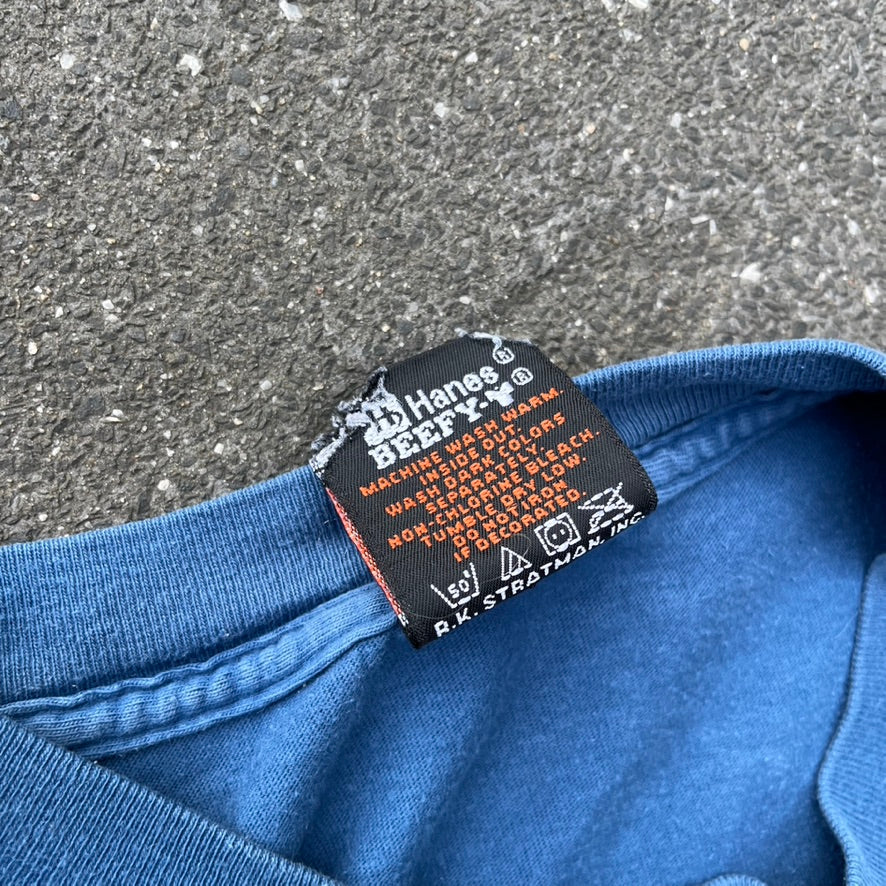 Hanes ®
BEEFY-T ®
MACHINE WASH WARM
INSIDE OUT.
WASH DARK COLORS
SEPARATELY.
NON-CHLORINE BLEACH.
TUMBLE DRY LOW.
DO NOT IRON
IF DECORATED.
50°
R.K. STRATMAN, INC.